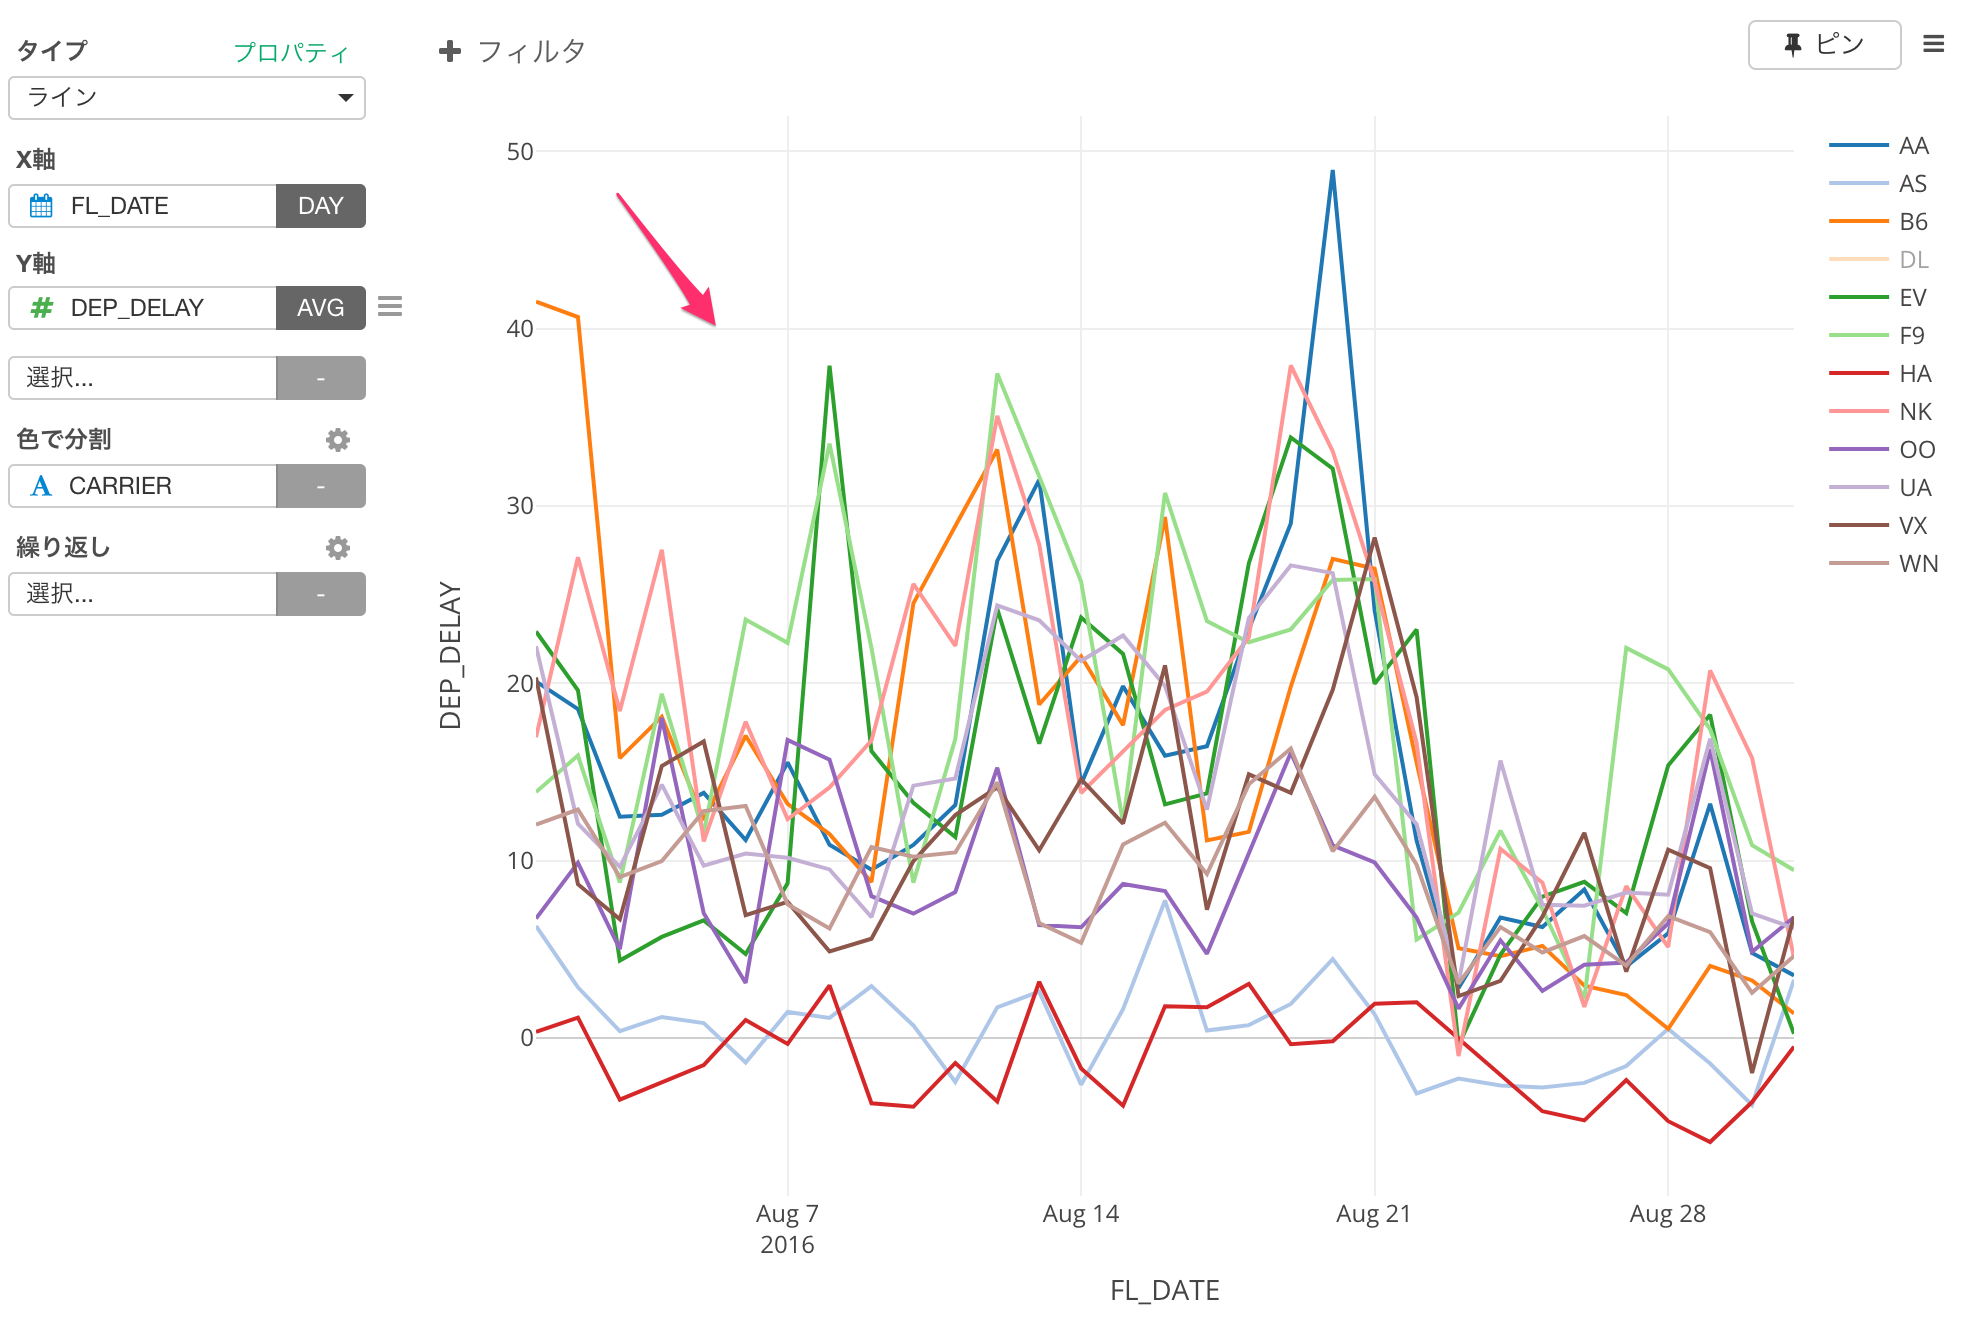 タイプ プロパティ
ライン
X軸
FL_DATE DAY
Y軸
# DEP_DELAY AVG
選択... -
色で分割
A CARRIER -
繰り返し
選択... -
+ フィルタ
ピン
50
40
30
20
10
0
DEP_DELAY
Aug 7
2016
Aug 14
Aug 21
Aug 28
FL_DATE
AA
AS
B6
DL
EV
F9
HA
NK
OO
UA
VX
WN